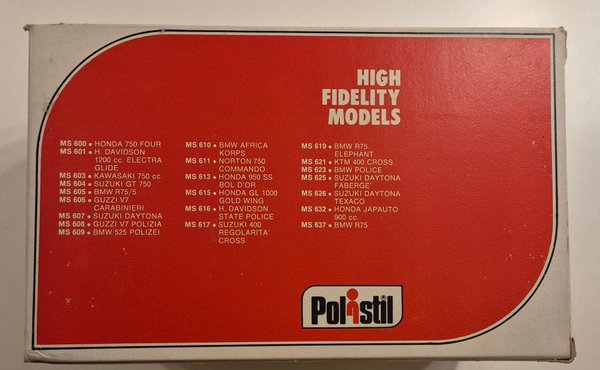 HIGH
FIDELITY
MODELS
MS 600 • HONDA 750 FOUR
MS 601 • H. DAVIDSON
1200 cc. ELECTRA
GLIDE
MS 603 • KAWASAKI 750 cc.
MS 604 • SUZUKI GT 750
MS 605 • BMW R75/5
MS 606 • GUZZI V7
CARABINIERI
MS 607 • SUZUKI DAYTONA
MS 608 • GUZZI V7 POLIZIA
MS 609 • BMW 525 POLIZEI
MS 610 • BMW AFRICA
KORPS
MS 611 • NORTON 750
COMMANDO
MS 613 • HONDA 950 SS
BOL D'OR
MS 615 • HONDA GL 1000
GOLD WING
MS 616 • H. DAVIDSON
STATE POLICE
MS 617 • SUZUKI 400
REGOLARITA'
CROSS
MS 619 • BMW R75
ELEPHANT
MS 621 • KTM 400 CROSS
MS 623 • BMW POLICE
MS 625 • SUZUKI DAYTONA
FABERGE'
MS 626 • SUZUKI DAYTONA
TEXACO
MS 632 • HONDA JAPAUTO
900 cc.
MS 637 • BMW R75
Polistil